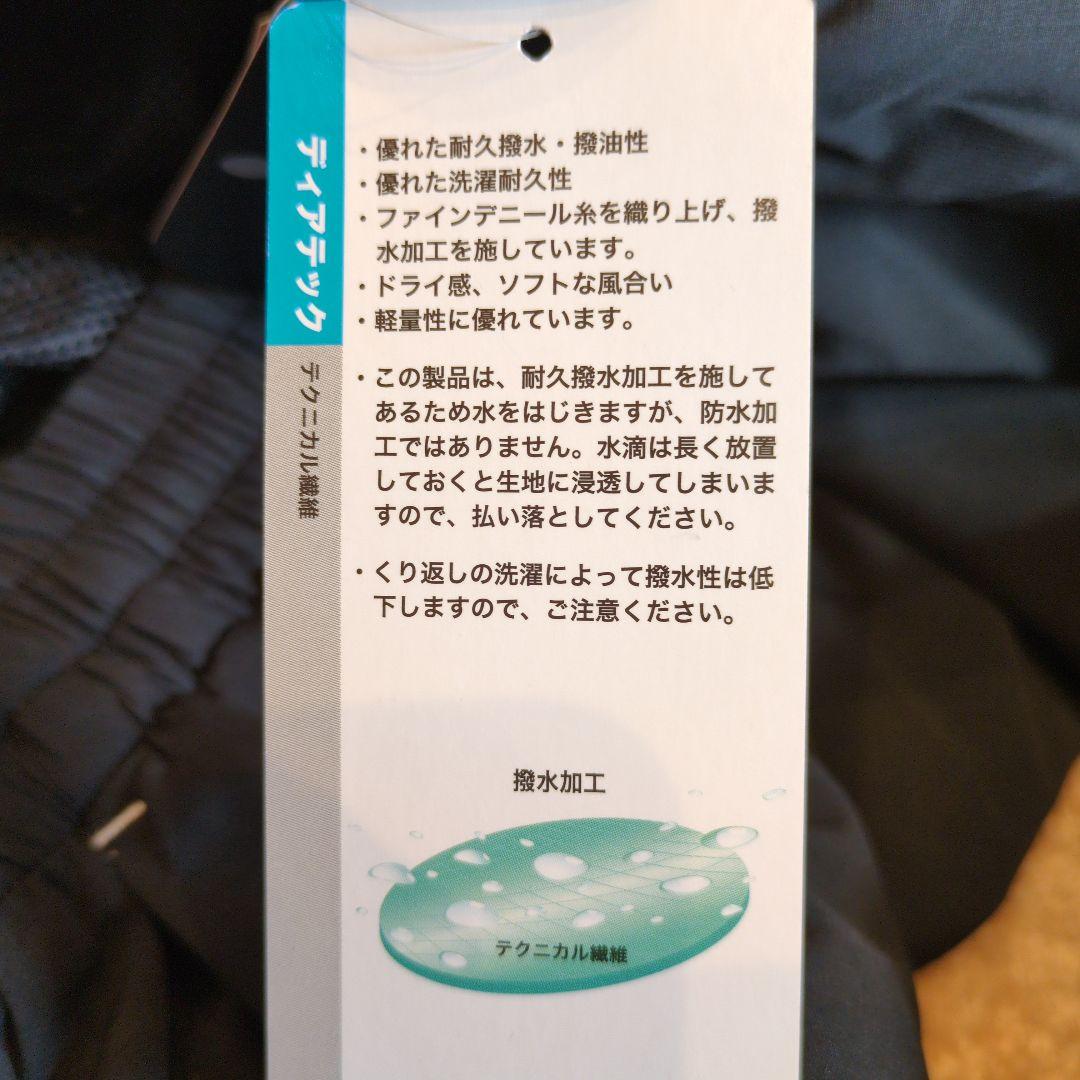 ディアテック
テクニカル繊維
・優れた耐久撥水・撥油性
・優れた洗濯耐久性
・ファインデニール糸を織り上げ、撥
水加工を施しています。
・ドライ感、ソフトな風合い
・軽量性に優れています。
・この製品は、耐久撥水加工を施して
あるため水をはじきますが、防水加
工ではありません。水滴は長く放置
しておくと生地に浸透してしまいま
すので、払い落としてください。
・くり返しの洗濯によって撥水性は低
下しますので、ご注意ください。
撥水加工
テクニカル繊維